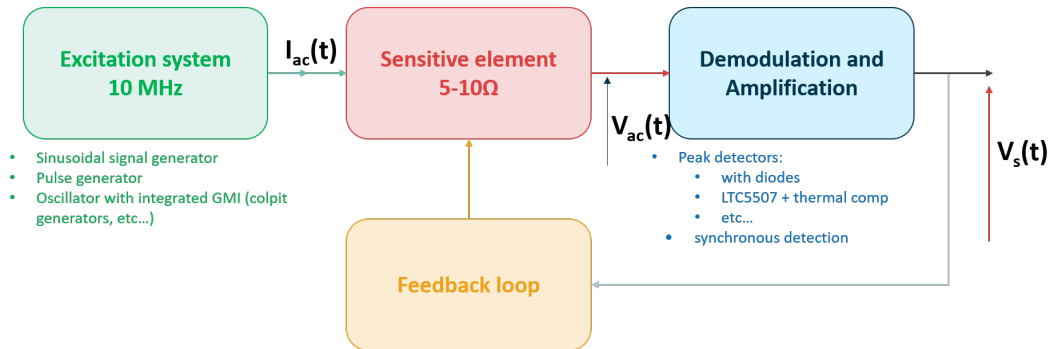 Excitation system
10 MHz
I_ac(t)
Sensitive element
5-10Ω
V_ac(t)
Demodulation and
Amplification
V_s(t)
• Sinusoidal signal generator
• Pulse generator
• Oscillator with integrated GMI (colpit
generators, etc…)
• Peak detectors:
• with diodes
• LTC5507 + thermal comp
• etc…
• synchronous detection
Feedback loop